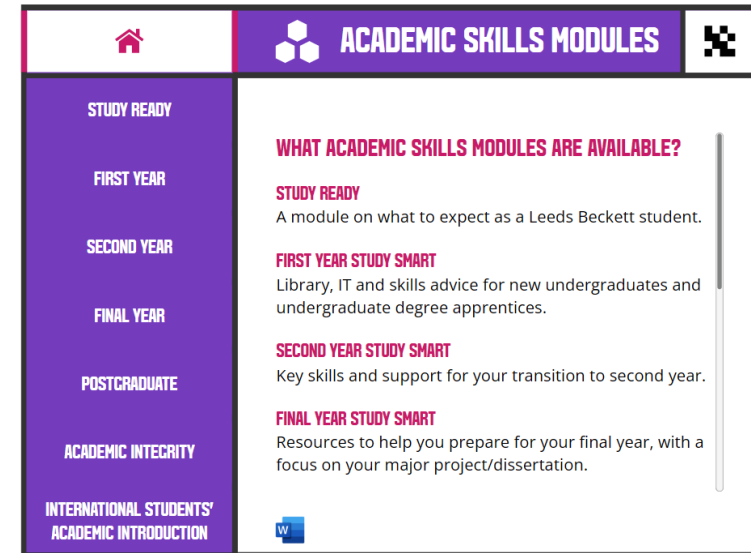 ACADEMIC SKILLS MODULES
STUDY READY
FIRST YEAR
SECOND YEAR
FINAL YEAR
POSTGRADUATE
ACADEMIC INTEGRITY
INTERNATIONAL STUDENTS'
ACADEMIC INTRODUCTION
WHAT ACADEMIC SKILLS MODULES ARE AVAILABLE?
STUDY READY
A module on what to expect as a Leeds Beckett student.
FIRST YEAR STUDY SMART
Library, IT and skills advice for new undergraduates and
undergraduate degree apprentices.
SECOND YEAR STUDY SMART
Key skills and support for your transition to second year.
FINAL YEAR STUDY SMART
Resources to help you prepare for your final year, with a
focus on your major project/dissertation.
W